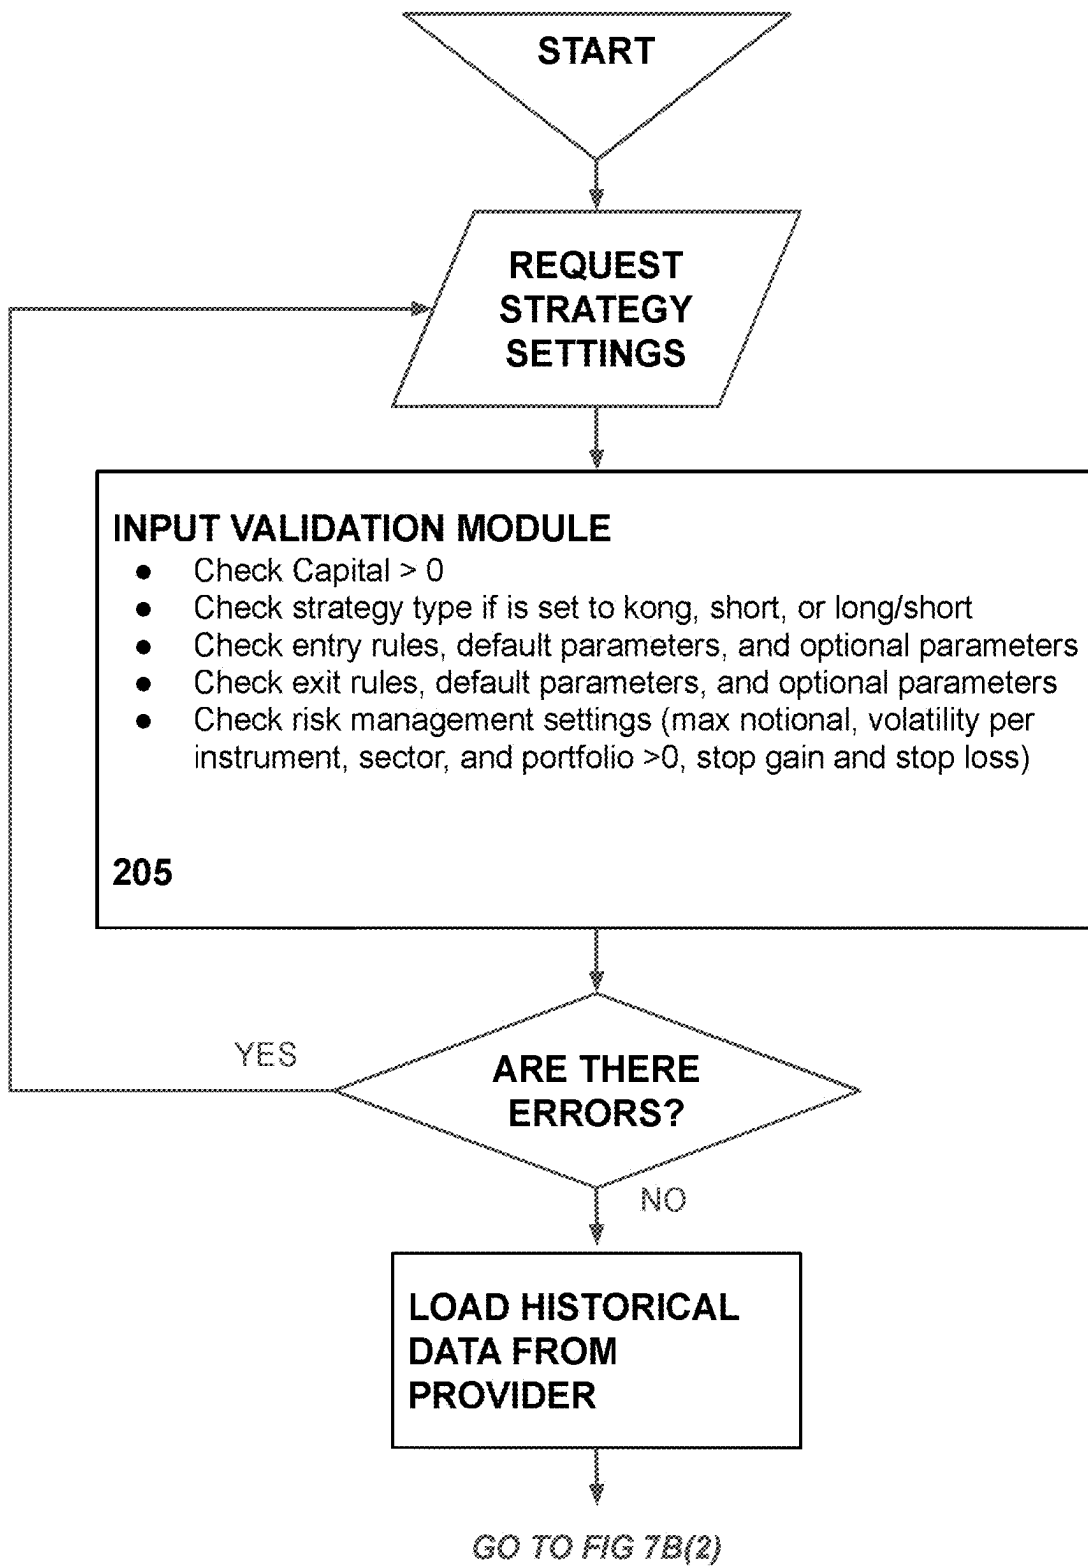 START
REQUEST
STRATEGY
SETTINGS
INPUT VALIDATION MODULE
● Check Capital > 0
● Check strategy type if is set to kong, short, or long/short
● Check entry rules, default parameters, and optional parameters
● Check exit rules, default parameters, and optional parameters
● Check risk management settings (max notional, volatility per
instrument, sector, and portfolio >0, stop gain and stop loss)
205
YES
ARE THERE
ERRORS?
NO
LOAD HISTORICAL
DATA FROM
PROVIDER
GO TO FIG 7B(2)